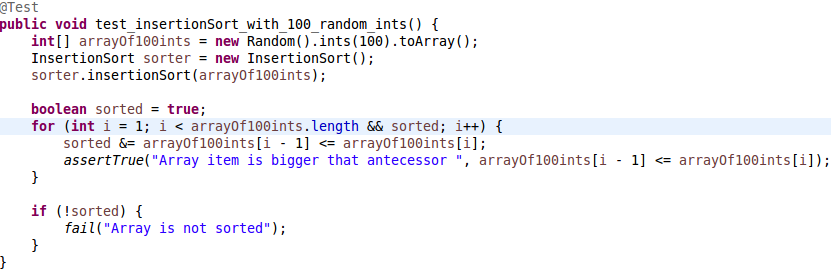 @Test
public void test_insertionSort_with_100_random_ints() {
    int[] arrayOf100ints = new Random().ints(100).toArray();
    InsertionSort sorter = new InsertionSort();
    sorter.insertionSort(arrayOf100ints);

    boolean sorted = true;
    for (int i = 1; i < arrayOf100ints.length && sorted; i++) {
        sorted &= arrayOf100ints[i - 1] <= arrayOf100ints[i];
        assertTrue("Array item is bigger that antecessor ", arrayOf100ints[i - 1] <= arrayOf100ints[i]);
    }

    if (!sorted) {
        fail("Array is not sorted");
    }
}